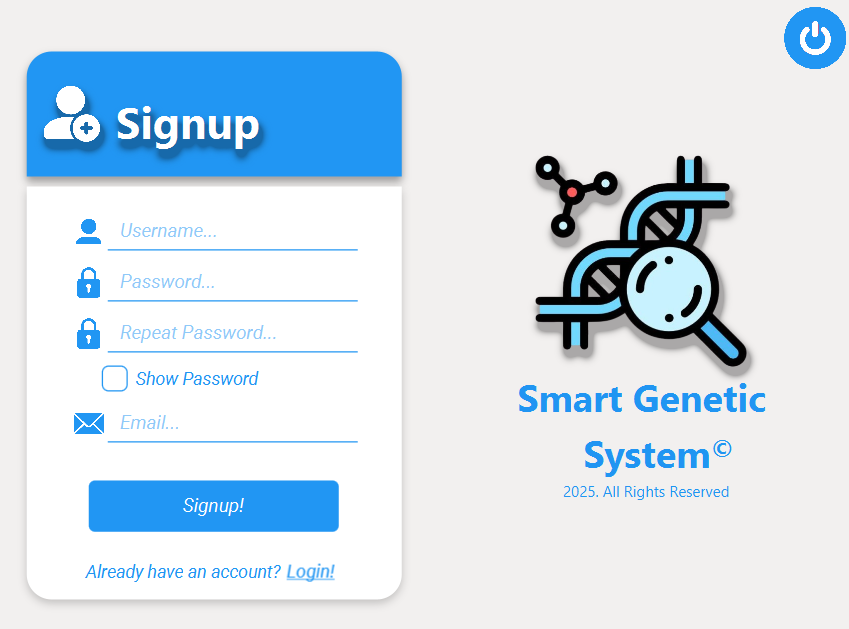 Signup
Username...
Password...
Repeat Password...
Show Password
Email...
Signup!
Already have an account? Login!
Smart Genetic
System©
2025. All Rights Reserved